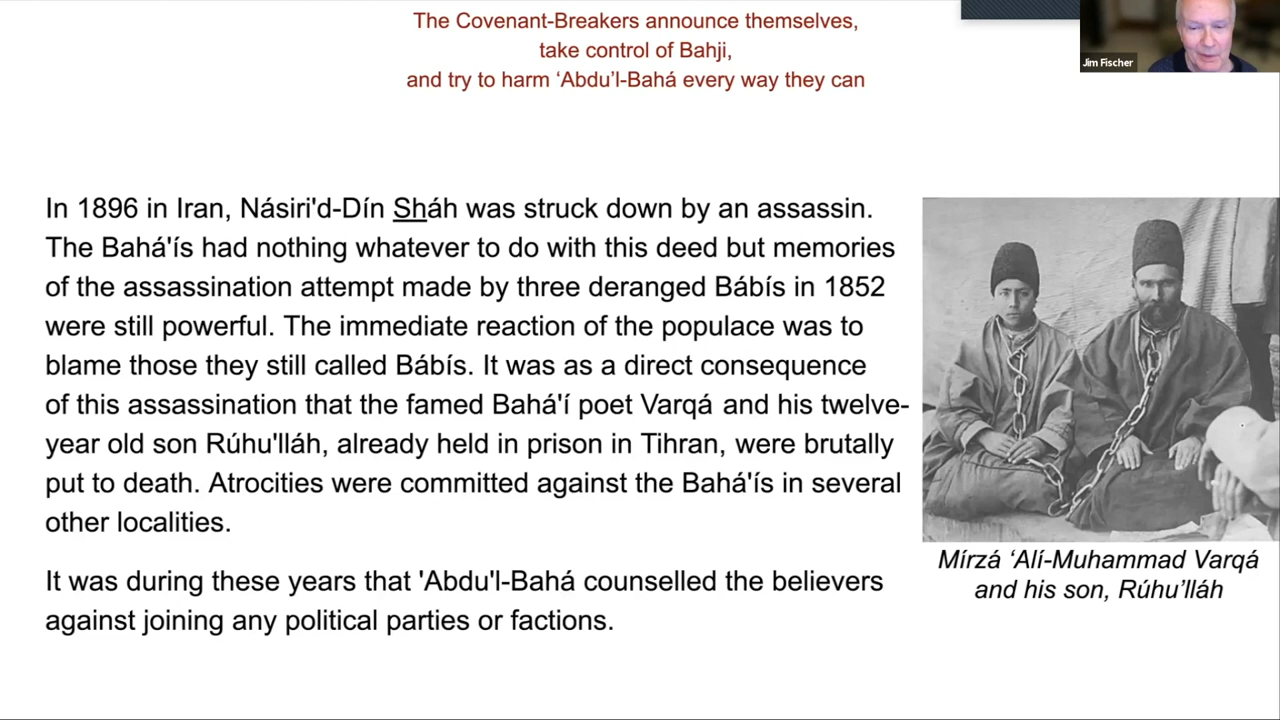 The Covenant-Breakers announce themselves,
take control of Bahji,
and try to harm ‘Abdu’l-Bahá every way they can
Jim Fischer
In 1896 in Iran, Násiri'd-Dín Sháh was struck down by an assassin.
The Bahá'ís had nothing whatever to do with this deed but memories
of the assassination attempt made by three deranged Bábís in 1852
were still powerful. The immediate reaction of the populace was to
blame those they still called Bábís. It was as a direct consequence
of this assassination that the famed Bahá'í poet Varqá and his twelve-
year old son Rúhu'lláh, already held in prison in Tihran, were brutally
put to death. Atrocities were committed against the Bahá'ís in several
other localities.
It was during these years that 'Abdu'l-Bahá counselled the believers
against joining any political parties or factions.
Mírzá ‘Alí-Muhammad Varqá
and his son, Rúhu’lláh